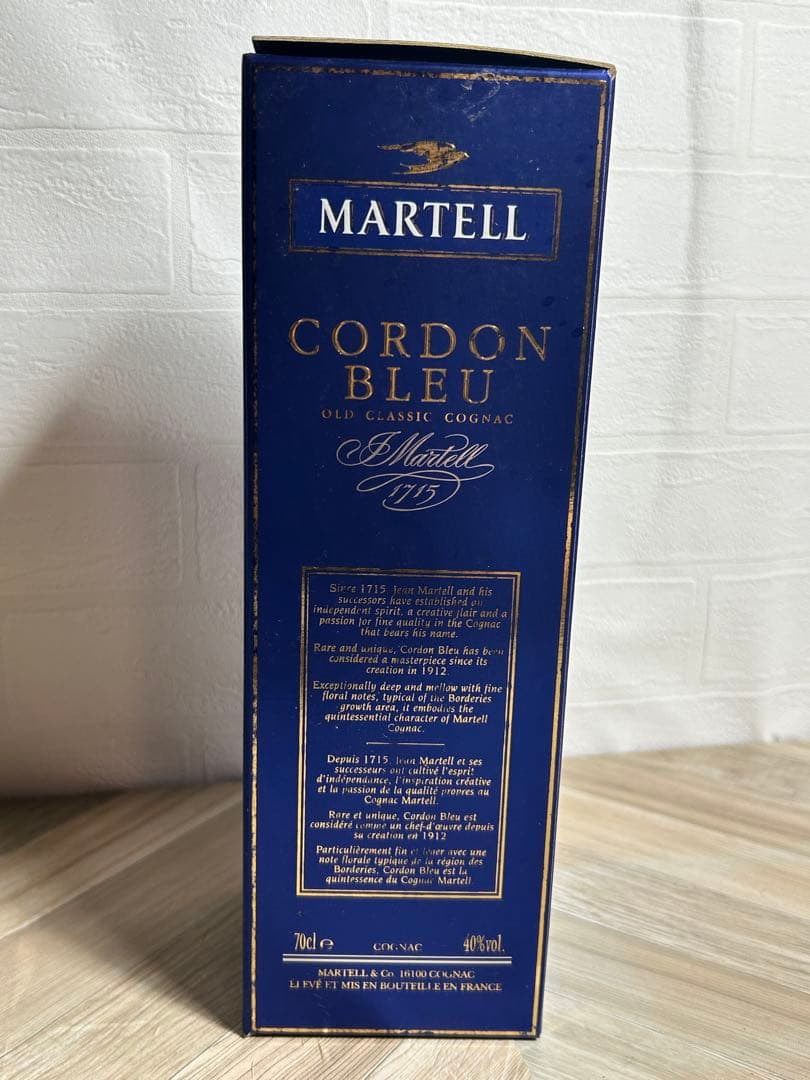 MARTELL
CORDON
BLEU
OLD CLASSIC COGNAC
J Martell
1715
Since 1715 Jean Martell and his
successors have established an
independent spirit, a creative flair and a
passion for fine quality in the Cognac
that bears his name.
Rare and unique, Cordon Bleu has been
considered a masterpiece since its
creation in 1912.
Exceptionally deep and mellow with fine
floral notes, typical of the Borderies
growth area, it embodies the
quintessential character of Martell
Cognac.
Depuis 1715 Jean Martell et ses
successeurs ont cultivé l'esprit
d'indépendance, l'inspiration créative
et la passion de la qualité propres au
Cognac Martell.
Rare et unique, Cordon Bleu est
considéré comme un chef-d'œuvre depuis
sa création en 1912
Particulièrement fin et léger avec une
note florale typique de la région des
Borderies, Cordon Bleu est la
quintessence du Cognac Martell.
70cl e COGNAC 40%vol.
MARTELL & Co 16100 COGNAC
ÉLEVÉ ET MIS EN BOUTEILLE EN FRANCE